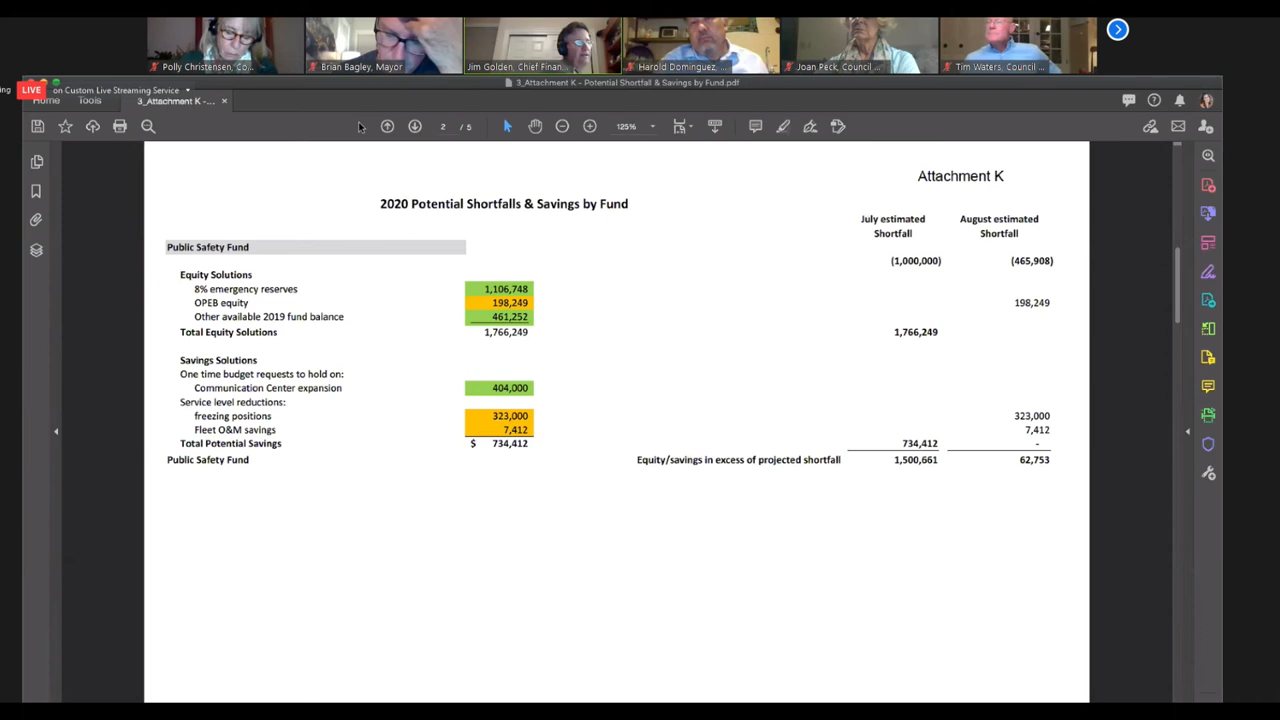 Polly Christensen, Co...
Brian Bagley, Mayor
Jim Golden, Chief Finan...
Harold Dominguez, ...
Joan Peck, Council ...
Tim Waters, Council ...
3_Attachment K - Potential Shortfall & Savings by Fund.pdf
ing LIVE on Custom Live Streaming Service
Home Tools 3_Attachment K -... ×
2 / 5 125%
Attachment K
2020 Potential Shortfalls & Savings by Fund
July estimated Shortfall
August estimated Shortfall
Public Safety Fund
(1,000,000) (465,908)
Equity Solutions
8% emergency reserves 1,106,748
OPEB equity 198,249 198,249
Other available 2019 fund balance 461,252
Total Equity Solutions 1,766,249 1,766,249
Savings Solutions
One time budget requests to hold on:
Communication Center expansion 404,000
Service level reductions:
freezing positions 323,000 323,000
Fleet O&M savings 7,412 7,412
Total Potential Savings $ 734,412 734,412 -
Public Safety Fund Equity/savings in excess of projected shortfall 1,500,661 62,753